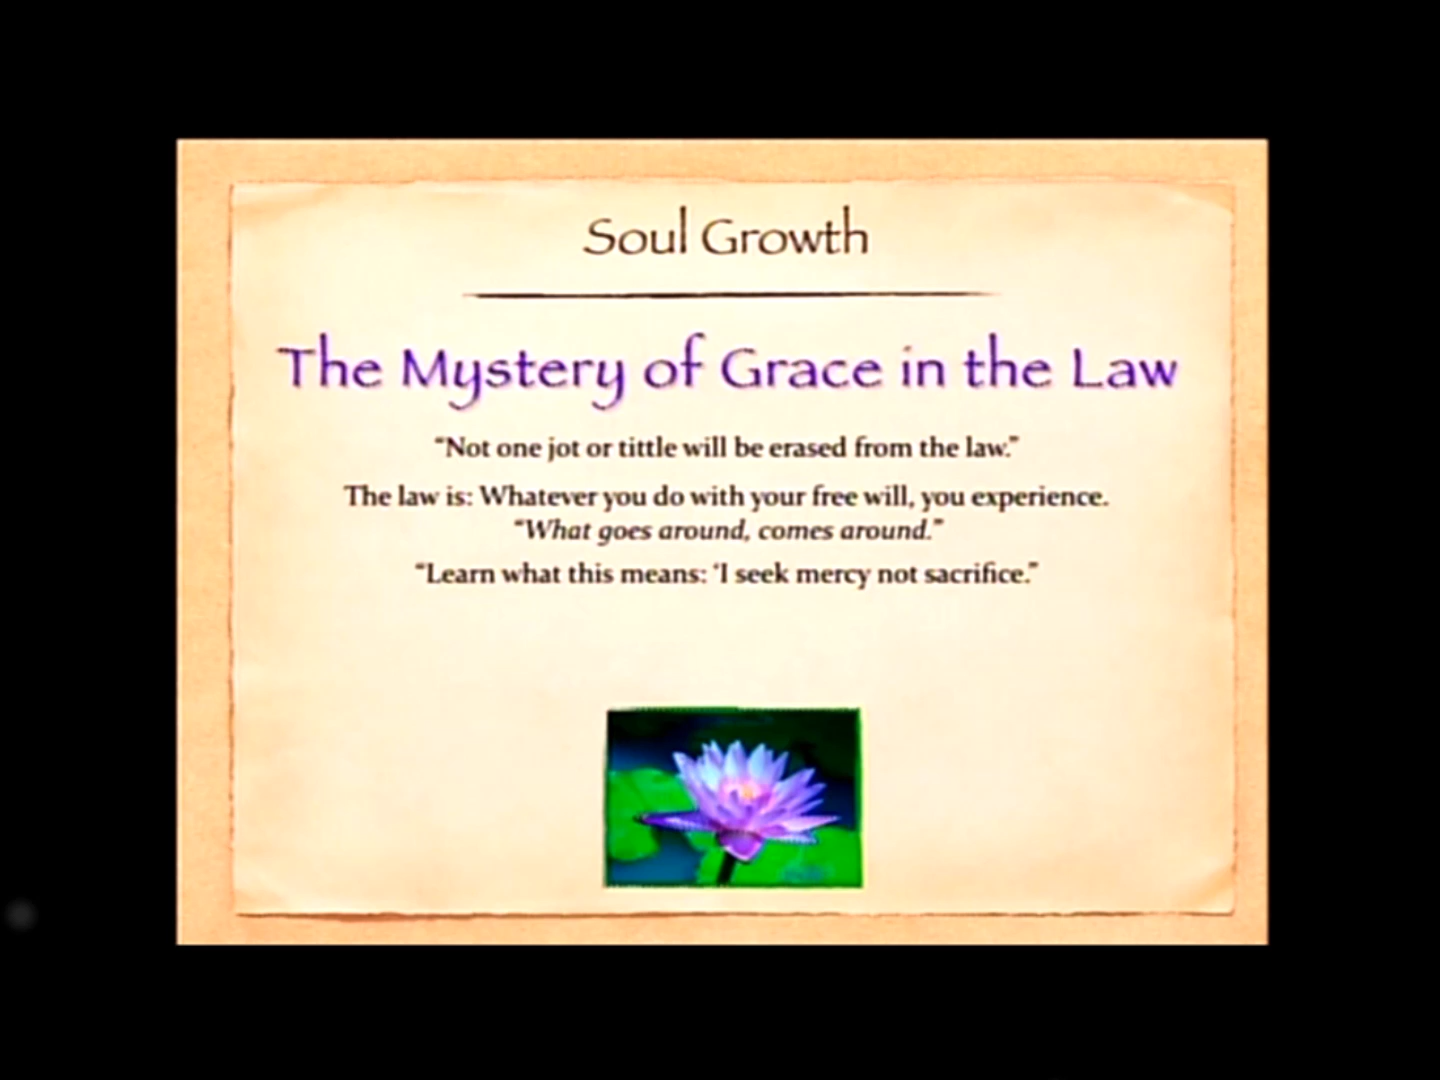 Soul Growth
The Mystery of Grace in the Law
“Not one jot or tittle will be erased from the law.”
The law is: Whatever you do with your free will, you experience.
“What goes around, comes around.”
“Learn what this means: ‘I seek mercy not sacrifice.”